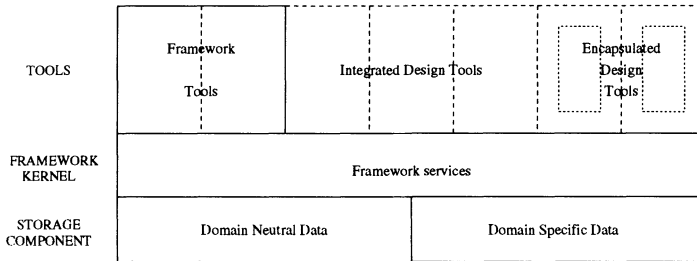 TOOLS
Framework
Tools
Integrated Design Tools
Encapsulated
Design
Tools
FRAMEWORK
KERNEL
Framework services
STORAGE
COMPONENT
Domain Neutral Data
Domain Specific Data